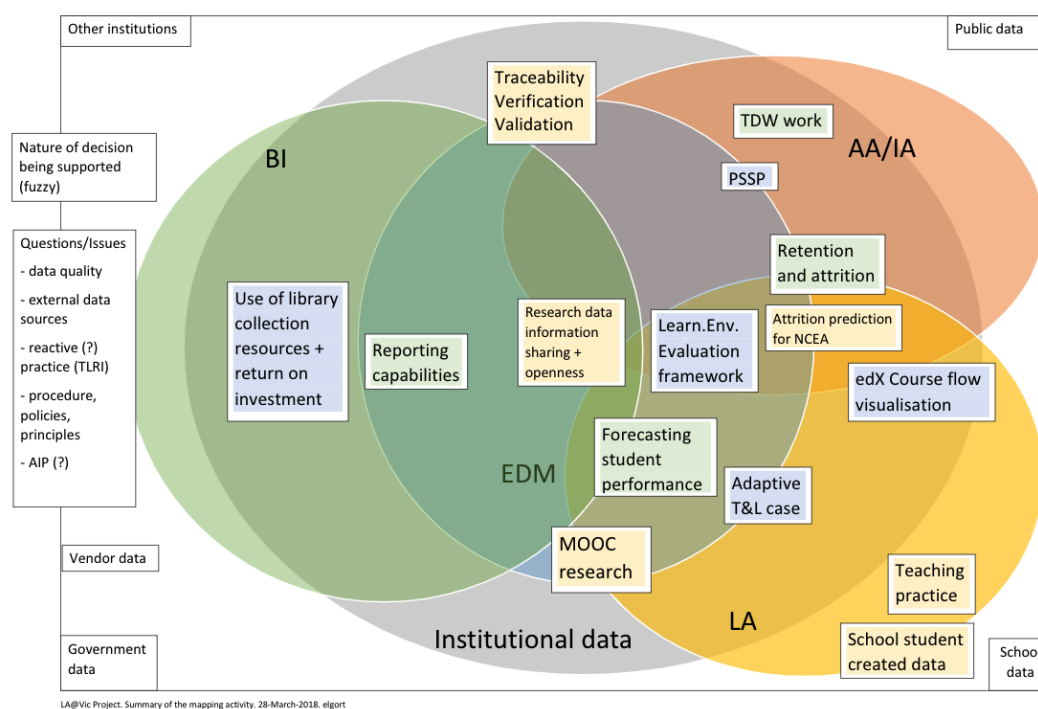 Other institutions
Public data
Traceability
Verification
Validation
TDW work
Nature of decision
being supported
(fuzzy)
BI
AA/IA
PSSP
Questions/Issues
- data quality
- external data
sources
- reactive (?)
practice (TLRI)
- procedure,
policies,
principles
- AIP (?)
Retention
and attrition
Use of library
collection
resources +
return on
investment
Reporting
capabilities
Research data
information
sharing +
openness
Learn.Env.
Evaluation
framework
Attrition prediction
for NCEA
edX Course flow
visualisation
Forecasting
student
performance
EDM
Adaptive
T&L case
MOOC
research
Vendor data
Teaching
practice
LA
Institutional data
School student
created data
Government
data
School
data
LA@Vic Project. Summary of the mapping activity. 28-March-2018. elgort